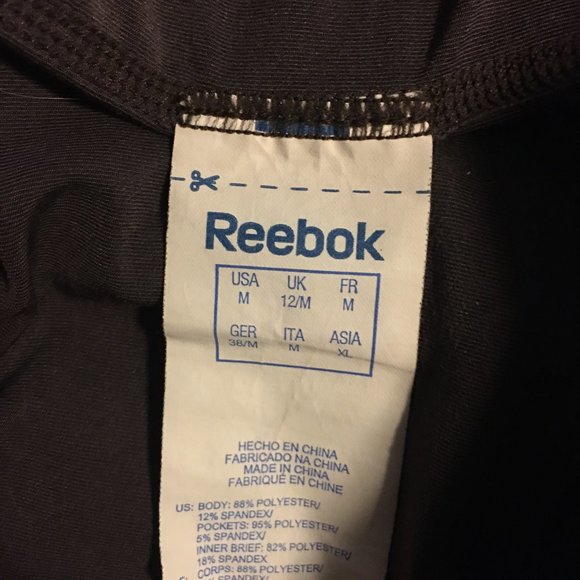 Reebok
USA UK FR
M 12/M M
GER ITA ASIA
38/M M XL
HECHO EN CHINA
FABRICADO NA CHINA
MADE IN CHINA
FABRIQUÉ EN CHINE
US: BODY: 88% POLYESTER/
12% SPANDEX/
POCKETS: 95% POLYESTER/
5% SPANDEX/
INNER BRIEF: 82% POLYESTER/
18% SPANDEX
CORPS: 88% POLYESTER/